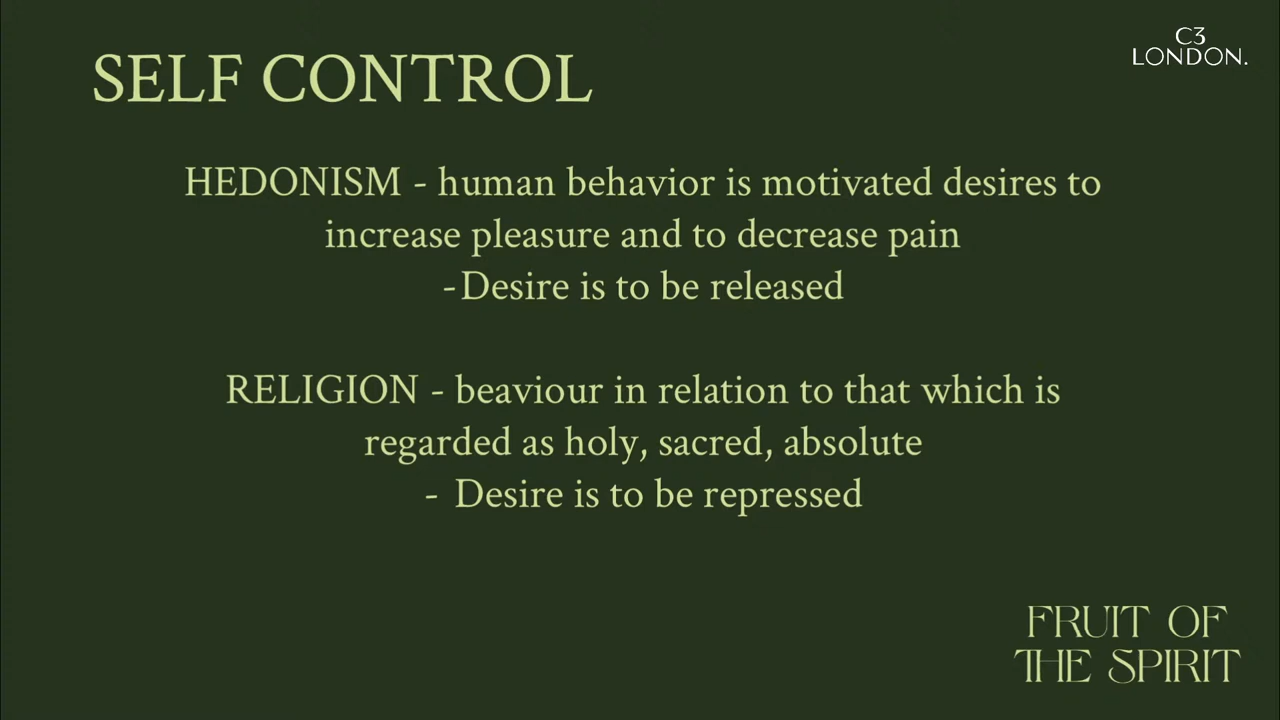 C3
LONDON.
SELF CONTROL
HEDONISM - human behavior is motivated desires to
increase pleasure and to decrease pain
-Desire is to be released
RELIGION - beaviour in relation to that which is
regarded as holy, sacred, absolute
- Desire is to be repressed
FRUIT OF
THE SPIRIT